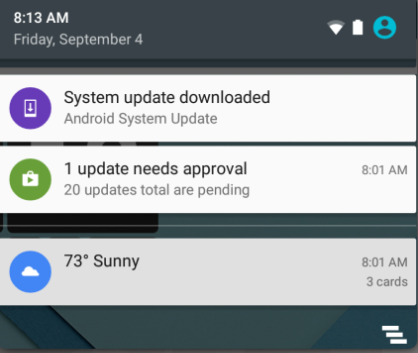 8:13 AM
Friday, September 4
System update downloaded
Android System Update
1 update needs approval
8:01 AM
20 updates total are pending
73° Sunny
8:01 AM
3 cards